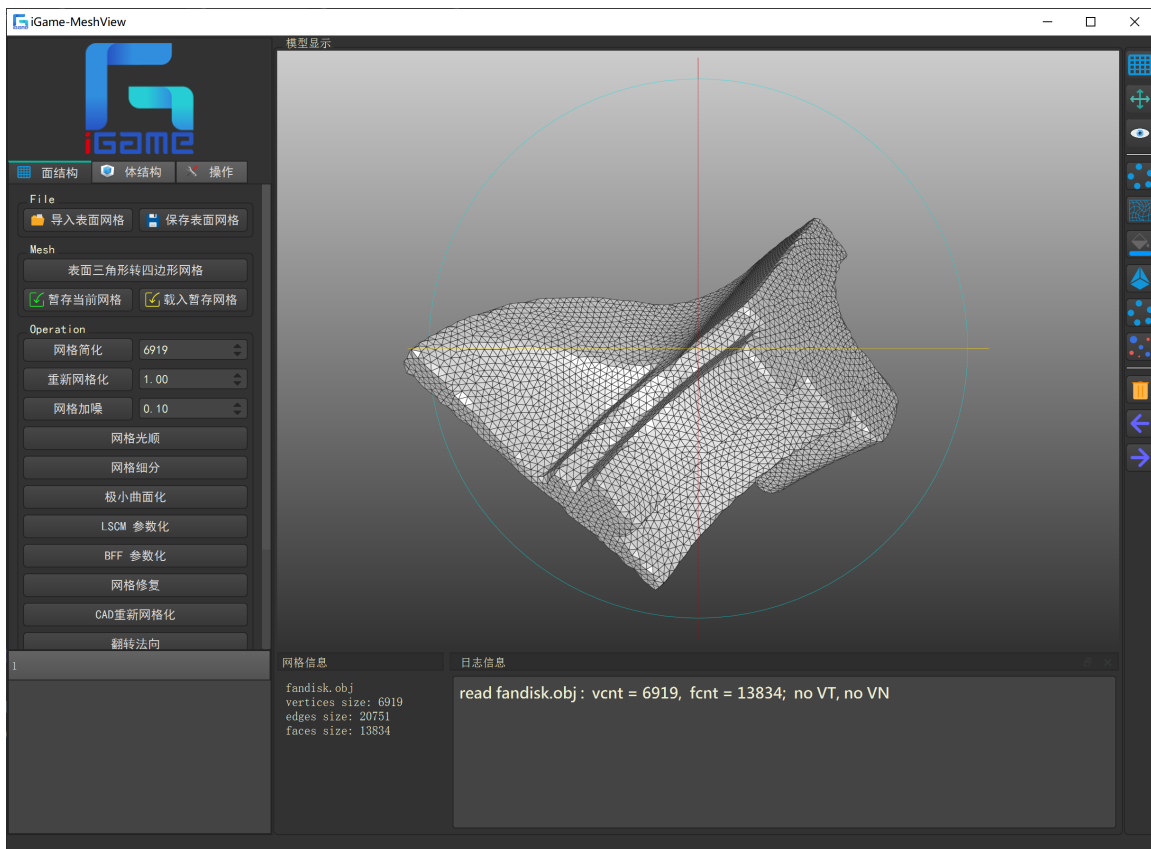 iGame-MeshView
模型显示
iGame
面结构 体结构 操作
File
导入表面网格 保存表面网格
Mesh
表面三角形转四边形网格
暂存当前网格 载入暂存网格
Operation
网格简化 6919
重新网格化 1.00
网格加噪 0.10
网格光顺
网格细分
极小曲面化
LSCM 参数化
BFF 参数化
网格修复
CAD重新网格化
翻转法向
1
网格信息
fandisk.obj
vertices size: 6919
edges size: 20751
faces size: 13834
日志信息
read fandisk.obj : vcnt = 6919, fcnt = 13834; no VT, no VN